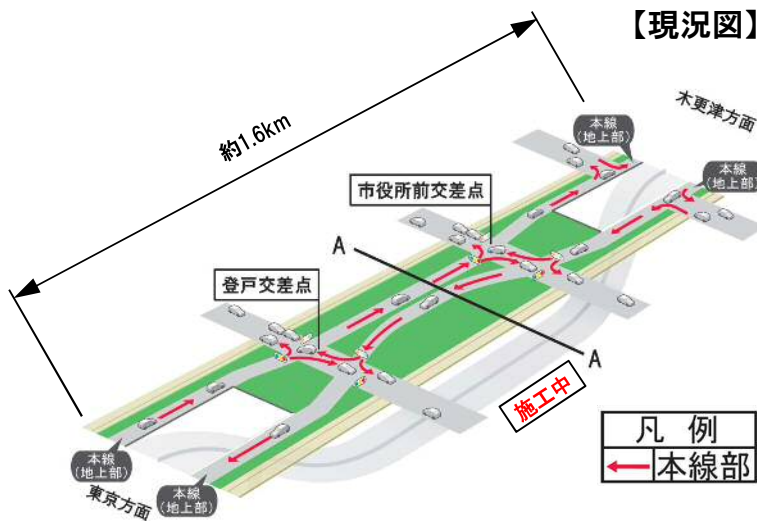 【現況図】
木更津方面
本線
(地上部)
本線
(地上部)
約1.6km
市役所前交差点
A
登戸交差点
A
施工中
凡 例
本線部
本線
(地上部)
本線
(地上部)
東京方面